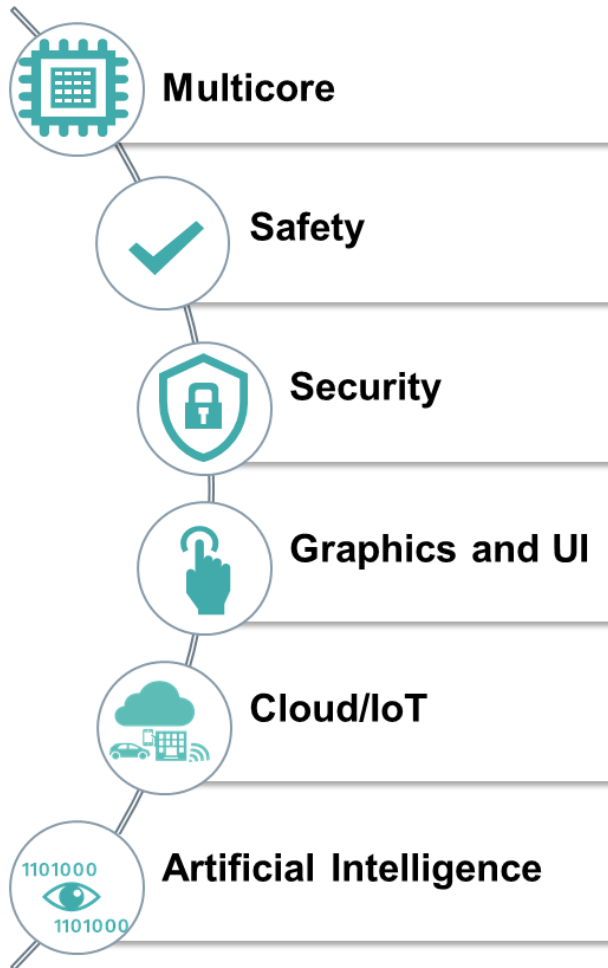 Multicore
Safety
Security
Graphics and UI
Cloud/IoT
1101000
Artificial Intelligence
1101000